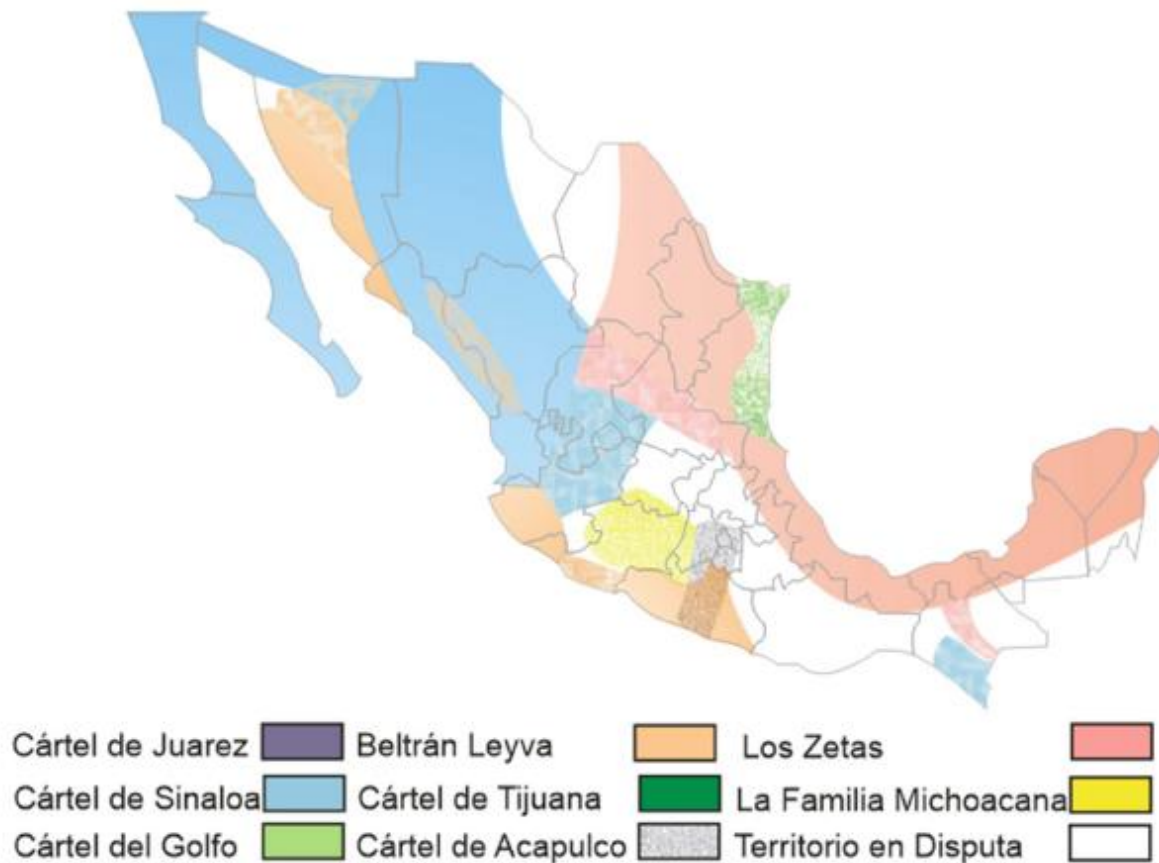 Cártel de Juarez Beltrán Leyva Los Zetas
Cártel de Sinaloa Cártel de Tijuana La Familia Michoacana
Cártel del Golfo Cártel de Acapulco Territorio en Disputa